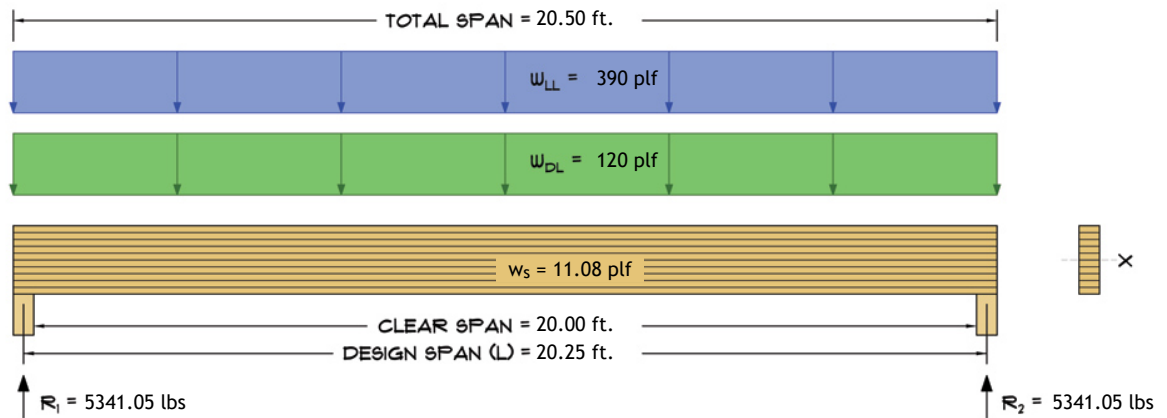 TOTAL SPAN = 20.50 ft.
wLL = 390 plf
wDL = 120 plf
ws = 11.08 plf
X
CLEAR SPAN = 20.00 ft.
DESIGN SPAN (L) = 20.25 ft.
R1 = 5341.05 lbs
R2 = 5341.05 lbs